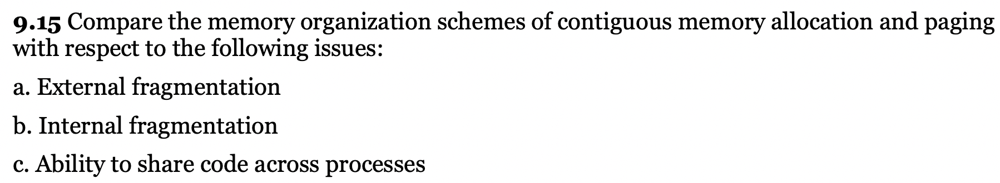 9.15 Compare the memory organization schemes of contiguous memory allocation and paging
with respect to the following issues:
a. External fragmentation
b. Internal fragmentation
c. Ability to share code across processes